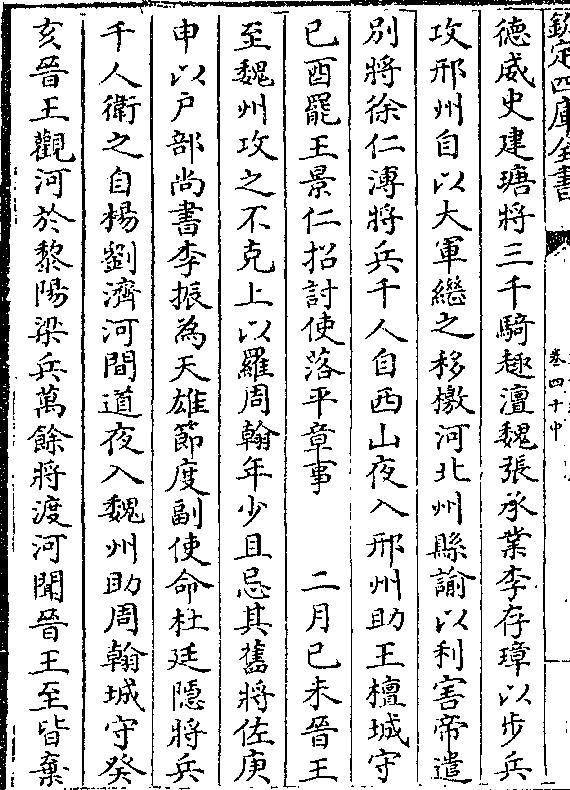 欽定四庫全書
卷四十中
德威史建瑭將三千騎趣澶魏張承業李存璋以步兵
攻邢州自以大軍繼之移檄河北州縣諭以利害帝遣
別將徐仁溥將兵千人自西山夜入邢州助王檀城守
已酉罷王景仁招討使落平章事　　二月已未晉王
至魏州攻之不克上以羅周翰年少且忌其舊將佐庚
申以戶部尚書李振為天雄節度副使命杜廷隱將兵
千人衛之自楊劉濟河間道夜入魏州助周翰城守癸
亥晉王觀河於黎陽梁兵萬餘將渡河聞晉王至皆棄